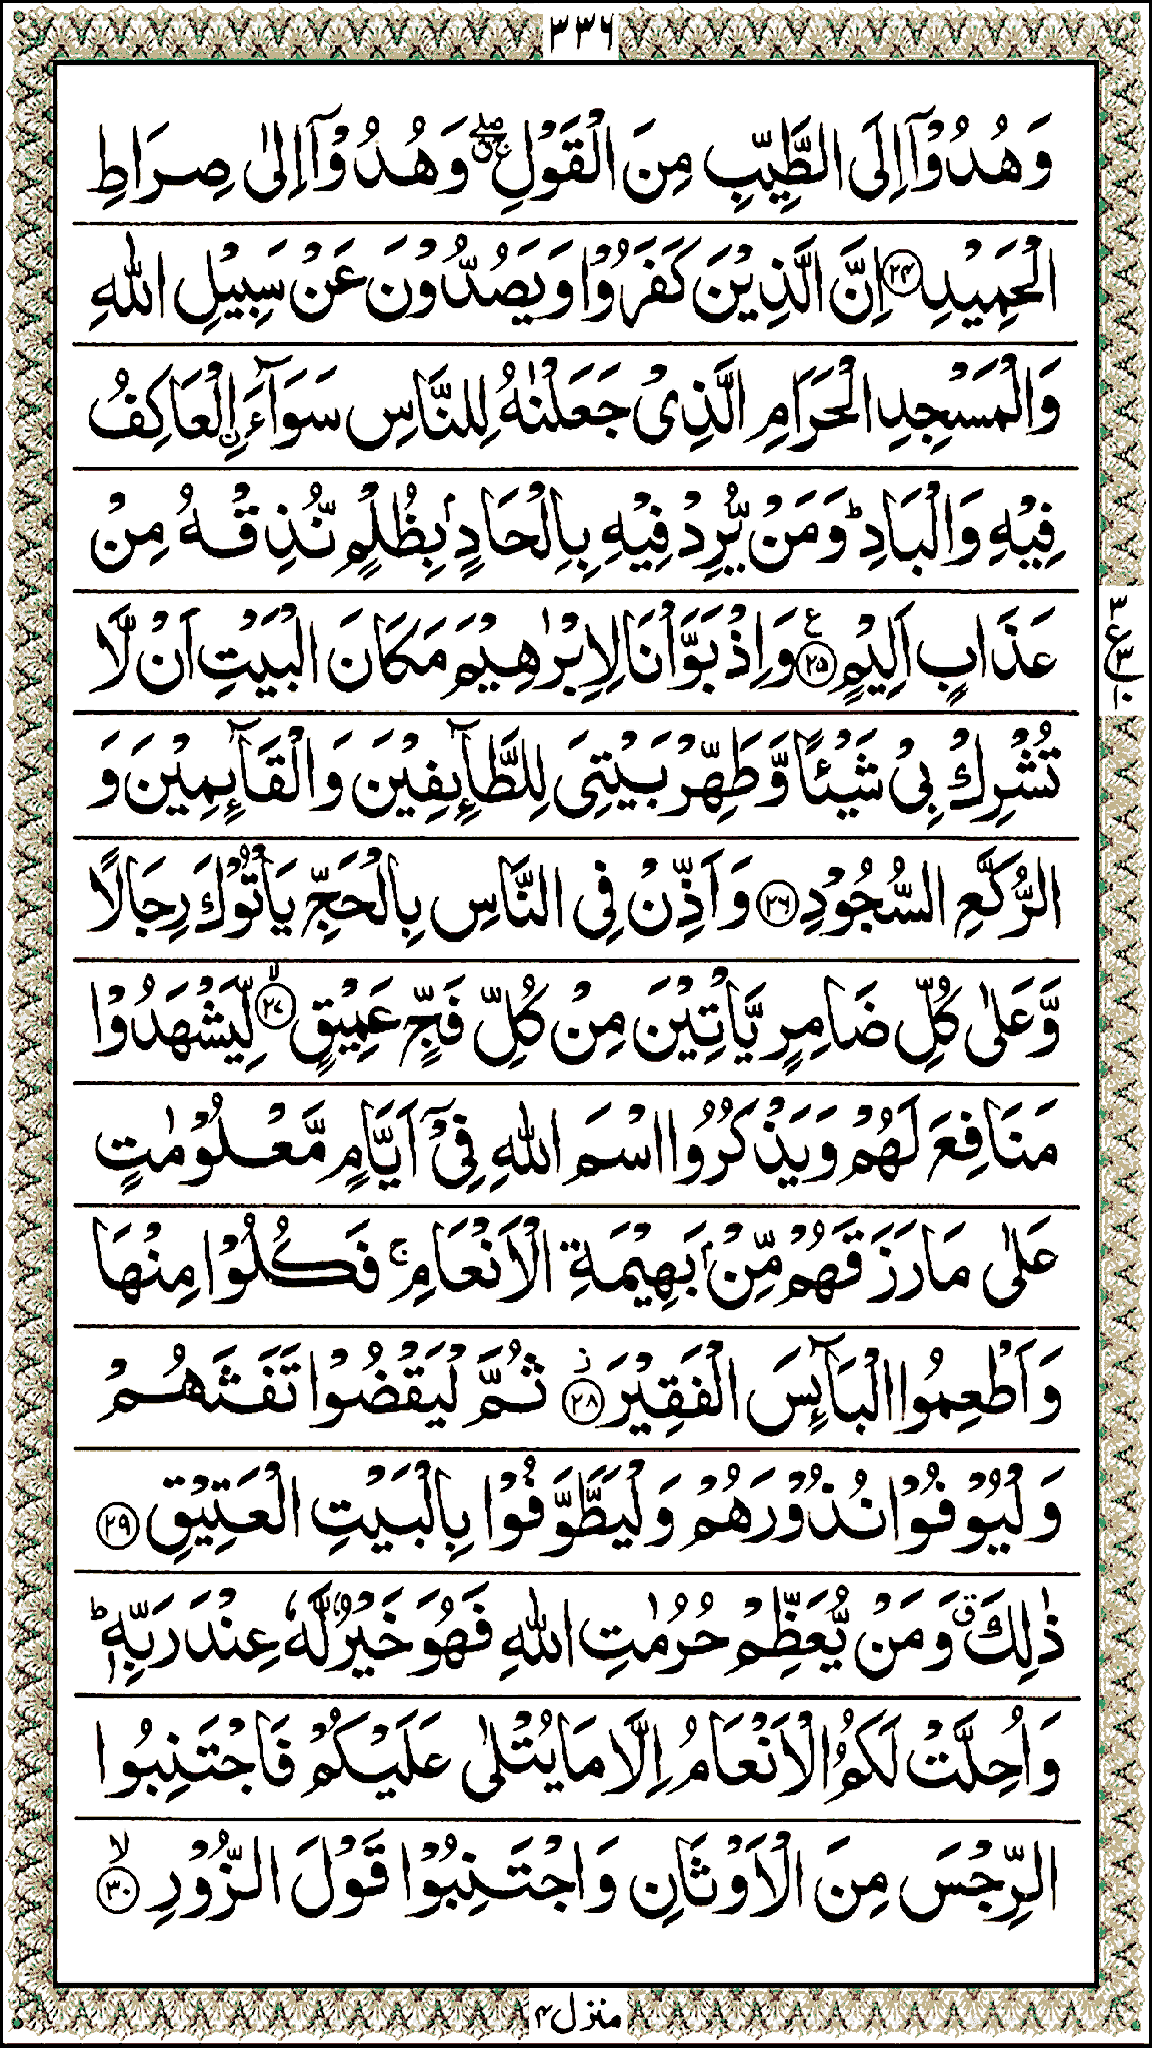 ٣٣٦
وَهُدُوْۤا اِلَى الطَّيِّبِ مِنَ الْقَوْلِ ۖۚ وَهُدُوْۤا اِلٰى صِرَاطِ
الْحَمِيْدِ ﴿٢٤﴾ اِنَّ الَّذِيْنَ كَفَرُوْا وَيَصُدُّوْنَ عَنْ سَبِيْلِ اللّٰهِ
وَالْمَسْجِدِ الْحَرَامِ الَّذِىْ جَعَلْنٰهُ لِلنَّاسِ سَوَآءَ ۨالْعَاكِفُ
فِيْهِ وَالْبَادِ ؕ وَمَنْ يُّرِدْ فِيْهِ بِاِلْحَادٍۢ بِظُلْمٍ نُّذِقْهُ مِنْ
عَذَابٍ اَلِيْمٍ ﴿٢٥﴾ وَاِذْ بَوَّاْنَا لِاِبْرٰهِيْمَ مَكَانَ الْبَيْتِ اَنْ لَّا
تُشْرِكْ بِىْ شَيْئًا وَّطَهِّرْ بَيْتِىَ لِلطَّآئِفِيْنَ وَالْقَآئِمِيْنَ وَ
الرُّكَّعِ السُّجُوْدِ ﴿٢٦﴾ وَاَذِّنْ فِى النَّاسِ بِالْحَجِّ يَاْتُوْكَ رِجَالًا
وَّعَلٰى كُلِّ ضَامِرٍ يَّاْتِيْنَ مِنْ كُلِّ فَجٍّ عَمِيْقٍ ۙ﴿٢٧﴾ لِّيَشْهَدُوْا
مَنَافِعَ لَهُمْ وَيَذْكُرُوا اسْمَ اللّٰهِ فِىْۤ اَيَّامٍ مَّعْلُوْمٰتٍ
عَلٰى مَا رَزَقَهُمْ مِّنْۢ بَهِيْمَةِ الْاَنْعَامِ ۚ فَكُلُوْا مِنْهَا
وَاَطْعِمُوا الْبَآئِسَ الْفَقِيْرَ ﴿٢٨﴾ ثُمَّ لْيَقْضُوْا تَفَثَهُمْ
وَلْيُوْفُوْا نُذُوْرَهُمْ وَلْيَطَّوَّفُوْا بِالْبَيْتِ الْعَتِيْقِ ﴿٢٩﴾
ذٰلِكَ ۗ وَمَنْ يُّعَظِّمْ حُرُمٰتِ اللّٰهِ فَهُوَ خَيْرٌ لَّهٗ عِنْدَ رَبِّهٖ ؕ
وَاُحِلَّتْ لَكُمُ الْاَنْعَامُ اِلَّا مَا يُتْلٰى عَلَيْكُمْ فَاجْتَنِبُوا
الرِّجْسَ مِنَ الْاَوْثَانِ وَاجْتَنِبُوْا قَوْلَ الزُّوْرِ ۙ﴿٣٠﴾
٣
ع
٣
١٠
منزل ٤